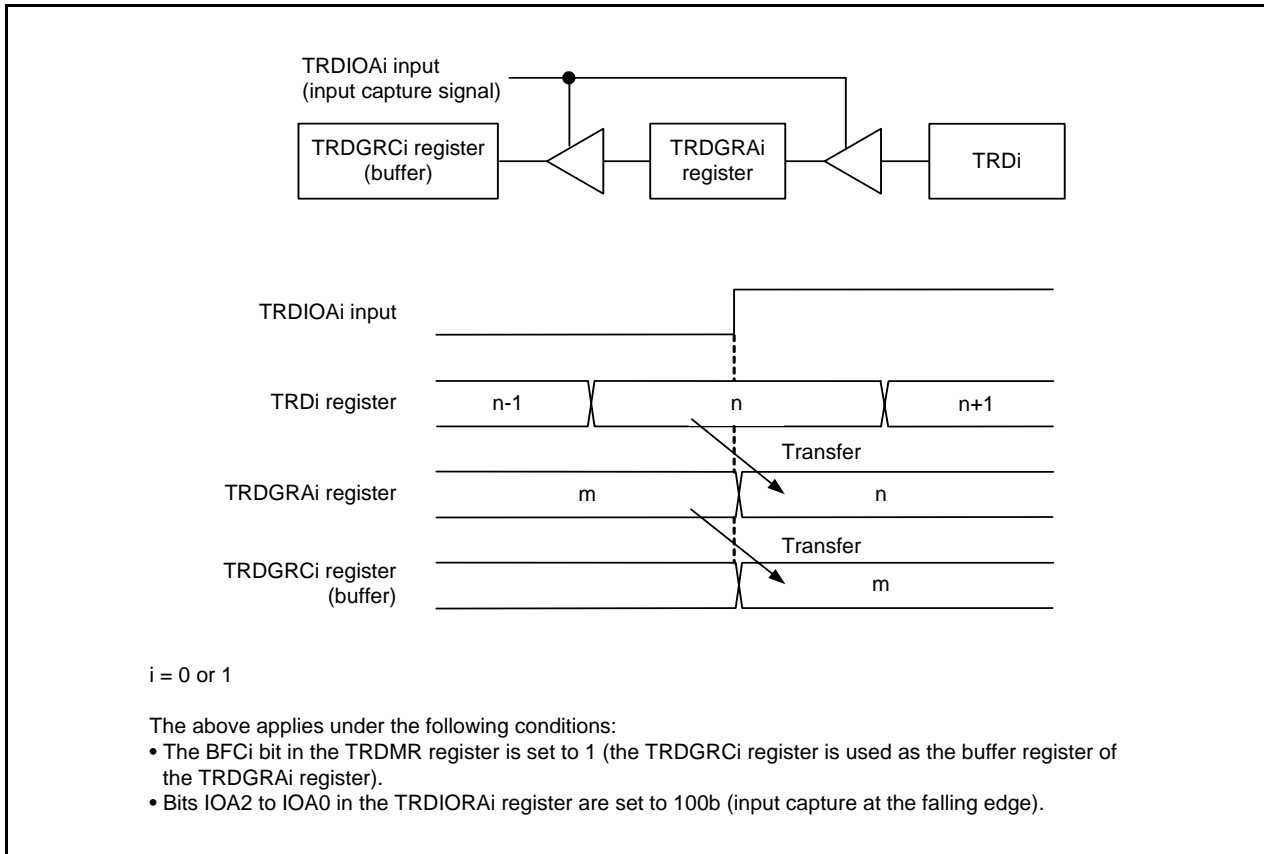 TRDIOAi input
(input capture signal)
TRDGRCi register
(buffer)
TRDGRAi
register
TRDi
TRDIOAi input
TRDi register
n-1
n
n+1
Transfer
TRDGRAi register
m
n
Transfer
TRDGRCi register
(buffer)
m
i = 0 or 1
The above applies under the following conditions:
• The BFCi bit in the TRDMR register is set to 1 (the TRDGRCi register is used as the buffer register of
the TRDGRAi register).
• Bits IOA2 to IOA0 in the TRDIORAi register are set to 100b (input capture at the falling edge).